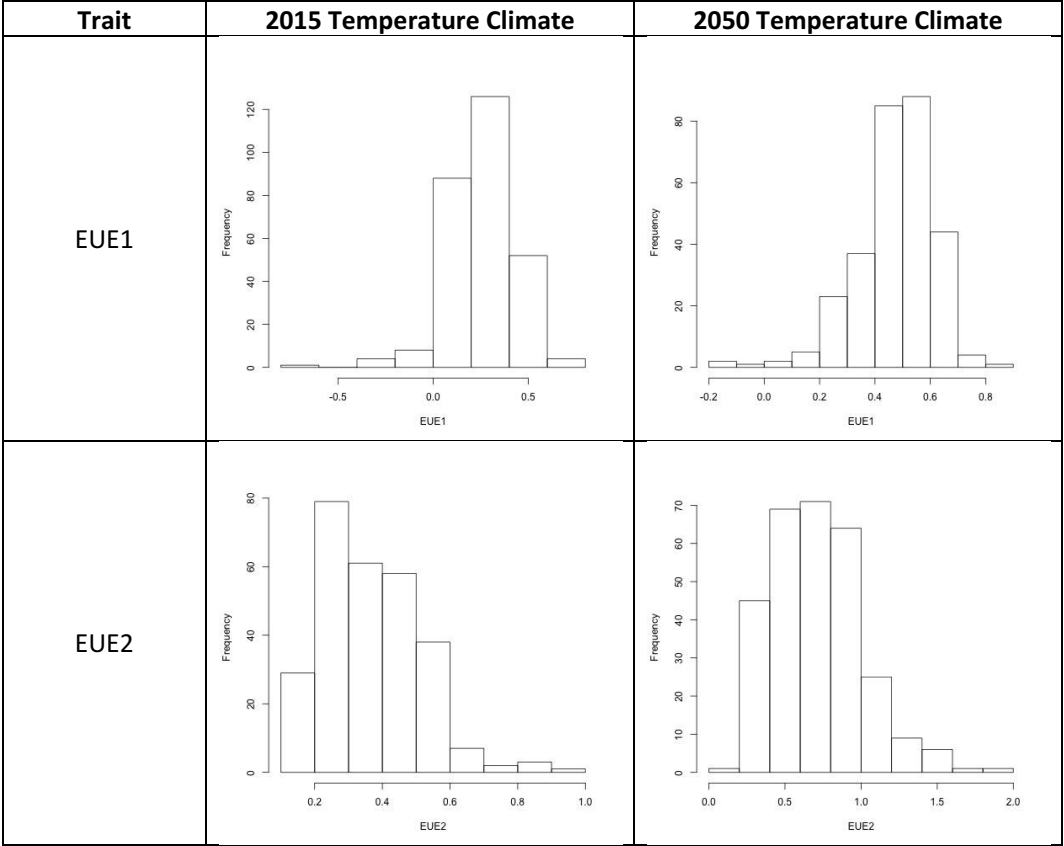 Trait 2015 Temperature Climate 2050 Temperature Climate
EUE1
Frequency
0 20 40 60 80 100 120
-0.5 0.0 0.5
EUE1
Frequency
0 20 40 60 80
-0.2 0.0 0.2 0.4 0.6 0.8
EUE1
EUE2
Frequency
0 20 40 60 80
0.2 0.4 0.6 0.8 1.0
EUE2
Frequency
0 10 20 30 40 50 60 70
0.0 0.5 1.0 1.5 2.0
EUE2